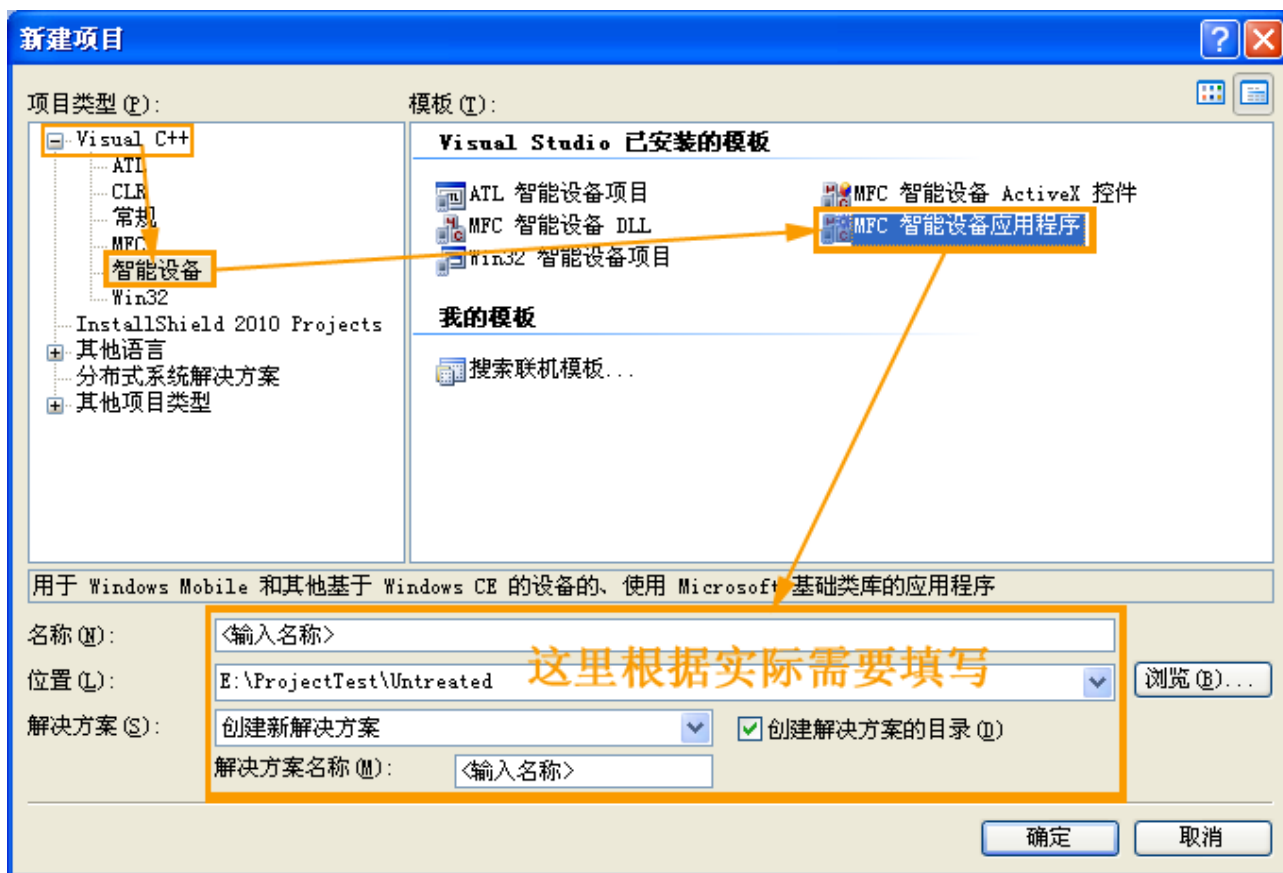 新建项目
项目类型(P):
模板(T):
Visual C++
ATL
CLR
常规
MFC
智能设备
Win32
InstallShield 2010 Projects
其他语言
分布式系统解决方案
其他项目类型
Visual Studio 已安装的模板
ATL 智能设备项目
MFC 智能设备 ActiveX 控件
MFC 智能设备 DLL
MFC 智能设备应用程序
Win32 智能设备项目
我的模板
搜索联机模板...
用于 Windows Mobile 和其他基于 Windows CE 的设备的、使用 Microsoft 基础类库的应用程序
名称(N):
<输入名称>
这里根据实际需要填写
位置(L):
E:\ProjectTest\Untreated
浏览(B)...
解决方案(S):
创建新解决方案
创建解决方案的目录(D)
解决方案名称(M):
<输入名称>
确定
取消